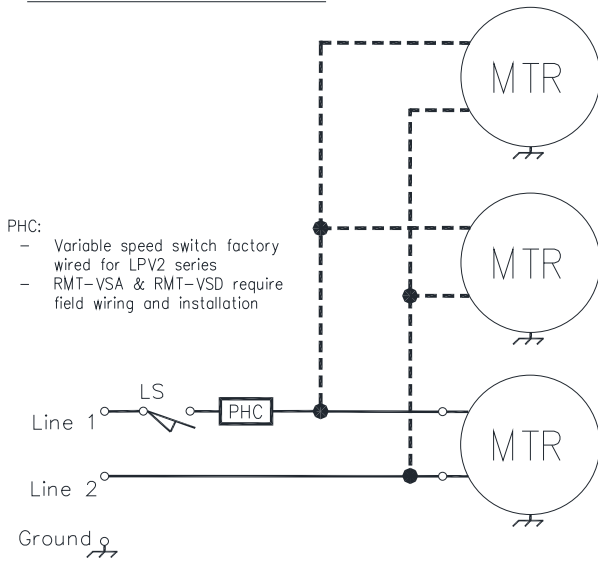 MTR
PHC:
- Variable speed switch factory
wired for LPV2 series
MTR
- RMT-VSA & RMT-VSD require
field wiring and installation
LS
Line 1
PHC
MTR
Line 2
Ground